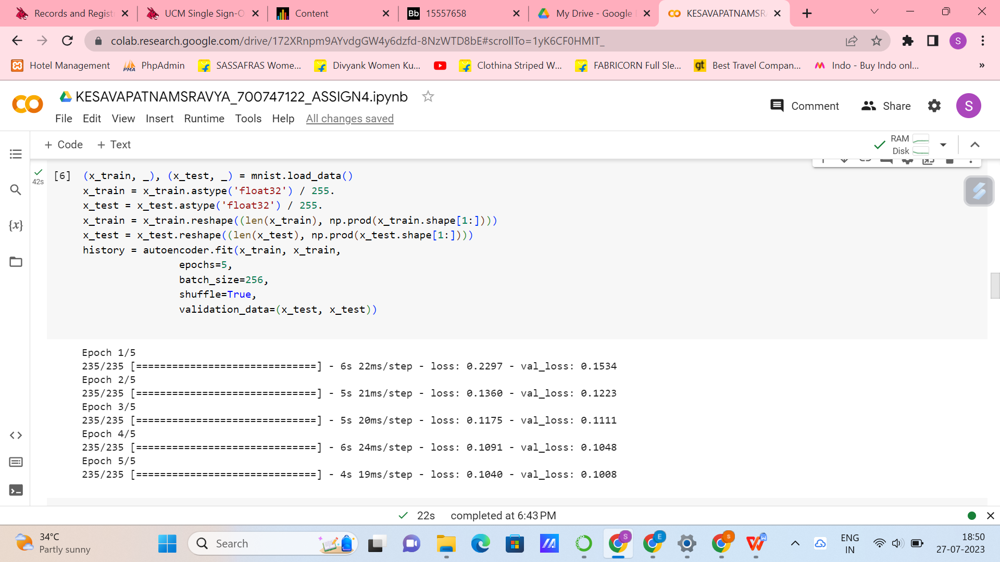 Records and Regist
UCM Single Sign-O
Content
Bb 15557658
My Drive - Google
KESAVAPATNAMSR
colab.research.google.com/drive/172XRnpm9AYvdgGW4y6dzfd-8NzWTD8bE#scrollTo=1yK6CF0HMIT_
S
Hotel Management
PMA PhpAdmin
SASSAFRAS Wome...
Divyank Women Ku...
Clothina Striped W...
FABRICORN Full Sle...
gt Best Travel Compan...
Indo - Buy Indo onl...
»
KESAVAPATNAMSRAVYA_700747122_ASSIGN4.ipynb
Comment
Share
S
File Edit View Insert Runtime Tools Help All changes saved
+ Code + Text
RAM
Disk
42s
[6] (x_train, _), (x_test, _) = mnist.load_data()
x_train = x_train.astype('float32') / 255.
x_test = x_test.astype('float32') / 255.
x_train = x_train.reshape((len(x_train), np.prod(x_train.shape[1:])))
x_test = x_test.reshape((len(x_test), np.prod(x_test.shape[1:])))
history = autoencoder.fit(x_train, x_train,
epochs=5,
batch_size=256,
shuffle=True,
validation_data=(x_test, x_test))
{x}
Epoch 1/5
235/235 [==============================] - 6s 22ms/step - loss: 0.2297 - val_loss: 0.1534
Epoch 2/5
235/235 [==============================] - 5s 21ms/step - loss: 0.1360 - val_loss: 0.1223
Epoch 3/5
235/235 [==============================] - 5s 20ms/step - loss: 0.1175 - val_loss: 0.1111
Epoch 4/5
235/235 [==============================] - 6s 24ms/step - loss: 0.1091 - val_loss: 0.1048
Epoch 5/5
235/235 [==============================] - 4s 19ms/step - loss: 0.1040 - val_loss: 0.1008
22s completed at 6:43 PM
34°C
Partly sunny
Search
S
E
S
W
ENG
IN
18:50
27-07-2023